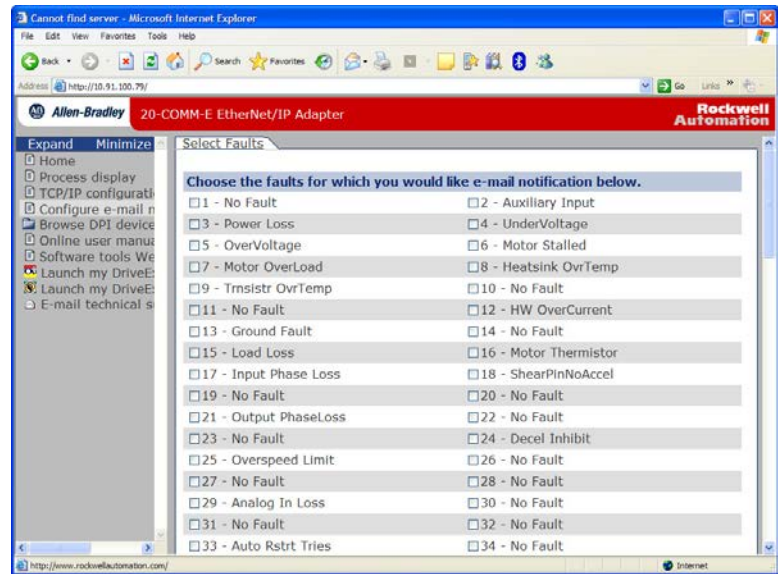 Cannot find server - Microsoft Internet Explorer
File Edit View Favorites Tools Help
Back Search Favorites
Address http://10.91.100.79/ Go Links »
AB Allen-Bradley 20-COMM-E EtherNet/IP Adapter Rockwell Automation
Expand Minimize
Home
Process display
TCP/IP configurati
Configure e-mail n
Browse DPI device
Online user manua
Software tools We
Launch my DriveE
Launch my DriveE
E-mail technical s
Select Faults
Choose the faults for which you would like e-mail notification below.
1 - No Fault 2 - Auxiliary Input
3 - Power Loss 4 - UnderVoltage
5 - OverVoltage 6 - Motor Stalled
7 - Motor OverLoad 8 - Heatsink OvrTemp
9 - Trnsistr OvrTemp 10 - No Fault
11 - No Fault 12 - HW OverCurrent
13 - Ground Fault 14 - No Fault
15 - Load Loss 16 - Motor Thermistor
17 - Input Phase Loss 18 - ShearPinNoAccel
19 - No Fault 20 - No Fault
21 - Output PhaseLoss 22 - No Fault
23 - No Fault 24 - Decel Inhibit
25 - Overspeed Limit 26 - No Fault
27 - No Fault 28 - No Fault
29 - Analog In Loss 30 - No Fault
31 - No Fault 32 - No Fault
33 - Auto Rstrt Tries 34 - No Fault
http://www.rockwellautomation.com/ Internet